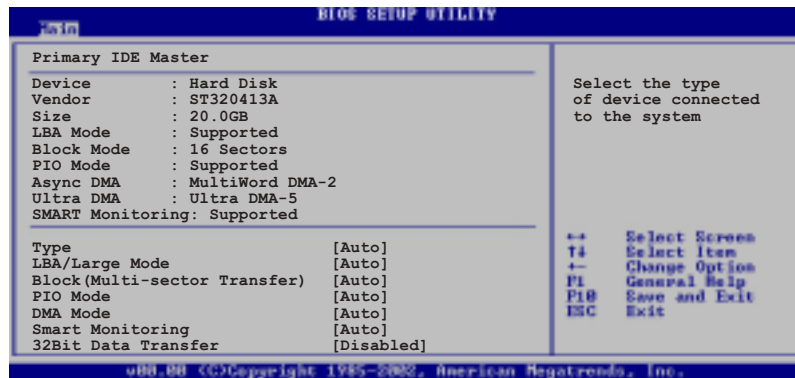 BIOS SETUP UTILITY
Main
Primary IDE Master
Device : Hard Disk
Vendor : ST320413A
Size : 20.0GB
LBA Mode : Supported
Block Mode : 16 Sectors
PIO Mode : Supported
Async DMA : MultiWord DMA-2
Ultra DMA : Ultra DMA-5
SMART Monitoring: Supported
Type [Auto]
LBA/Large Mode [Auto]
Block(Multi-sector Transfer) [Auto]
PIO Mode [Auto]
DMA Mode [Auto]
Smart Monitoring [Auto]
32Bit Data Transfer [Disabled]
Select the type
of device connected
to the system
↔ Select Screen
↑↓ Select Item
+- Change Option
F1 General Help
F10 Save and Exit
ESC Exit
v00.00 (C)Copyright 1985-2002, American Megatrends, Inc.